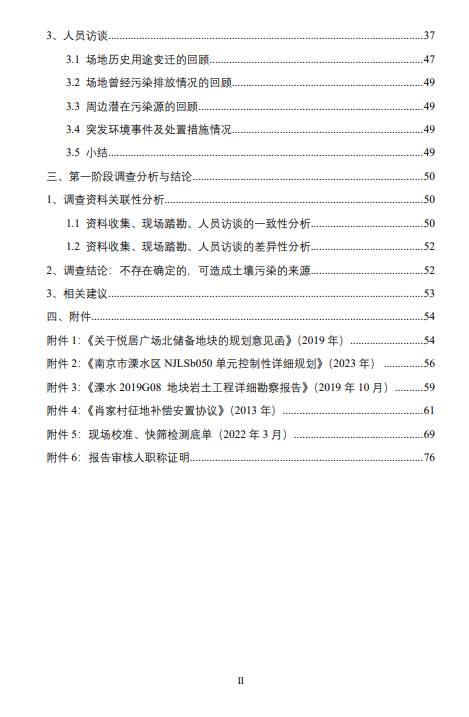 3、人员访谈....................37
3.1 场地历史用途变迁的回顾....................47
3.2 场地曾经污染排放情况的回顾....................49
3.3 周边潜在污染源的回顾....................49
3.4 突发环境事件及处置措施情况....................49
3.5 小结....................49
三、第一阶段调查分析与结论....................50
1、调查资料关联性分析....................50
1.1 资料收集、现场踏勘、人员访谈的一致性分析....................50
1.2 资料收集、现场踏勘、人员访谈的差异性分析....................52
2、调查结论：不存在确定的，可造成土壤污染的来源....................52
3、相关建议....................53
四、附件....................54
附件 1：《关于悦居广场北储备地块的规划意见函》（2019 年）....................54
附件 2：《南京市溧水区 NJLSb050 单元控制性详细规划》（2023 年）....................56
附件 3：《溧水 2019G08 地块岩土工程详细勘察报告》（2019 年 10 月）..........59
附件 4：《肖家村征地补偿安置协议》（2013 年）....................61
附件 5：现场校准、快筛检测底单（2022 年 3 月）....................69
附件 6：报告审核人职称证明....................76
II